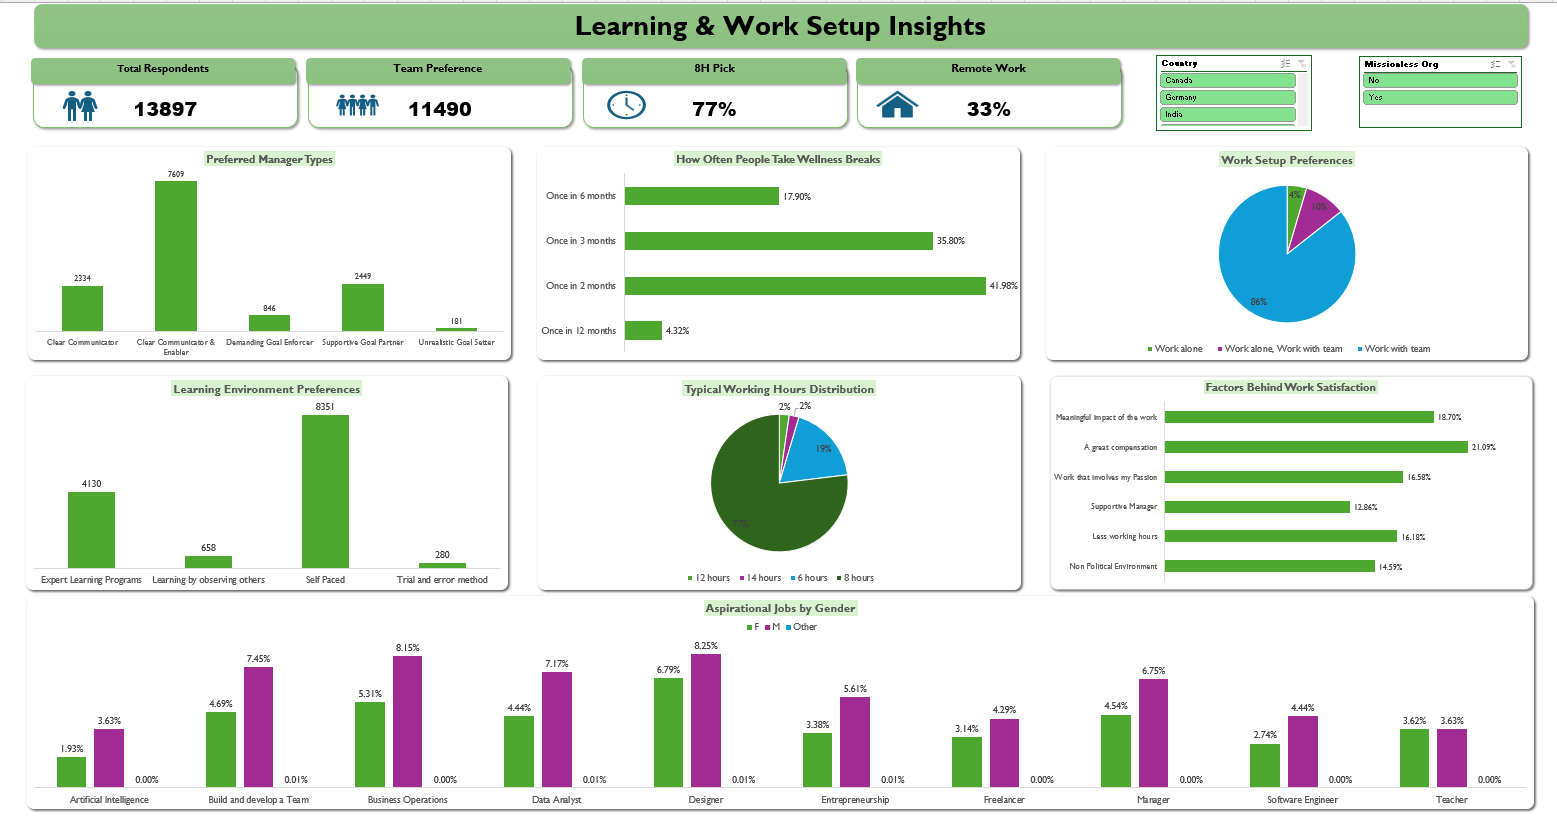 Learning & Work Setup Insights
Total Respondents
13897
Team Preference
11490
8H Pick
77%
Remote Work
33%
Country
Canada
Germany
India
Missionless Org
No
Yes
Preferred Manager Types
2334
7609
846
2449
181
Clear Communicator
Clear Communicator &
Enabler
Demanding Goal Enforcer
Supportive Goal Partner
Unrealistic Goal Setter
How Often People Take Wellness Breaks
Once in 6 months
17.90%
Once in 3 months
35.80%
Once in 2 months
41.98%
Once in 12 months
4.32%
Work Setup Preferences
4%
10%
86%
Work alone
Work alone, Work with team
Work with team
Learning Environment Preferences
4130
658
8351
280
Expert Learning Programs
Learning by observing others
Self Paced
Trial and error method
Typical Working Hours Distribution
2%
2%
19%
77%
12 hours
14 hours
6 hours
8 hours
Factors Behind Work Satisfaction
Meaningful impact of the work
18.70%
A great compensation
21.09%
Work that involves my Passion
16.58%
Supportive Manager
12.86%
Less working hours
16.18%
Non Political Environment
14.59%
Aspirational Jobs by Gender
F M Other
1.93%
3.63%
0.00%
4.69%
7.45%
0.01%
5.31%
8.15%
0.00%
4.44%
7.17%
0.01%
6.79%
8.25%
0.01%
3.38%
5.61%
0.01%
3.14%
4.29%
0.00%
4.54%
6.75%
0.00%
2.74%
4.44%
0.00%
3.62%
3.63%
0.00%
Artificial Intelligence
Build and develop a Team
Business Operations
Data Analyst
Designer
Entrepreneurship
Freelancer
Manager
Software Engineer
Teacher